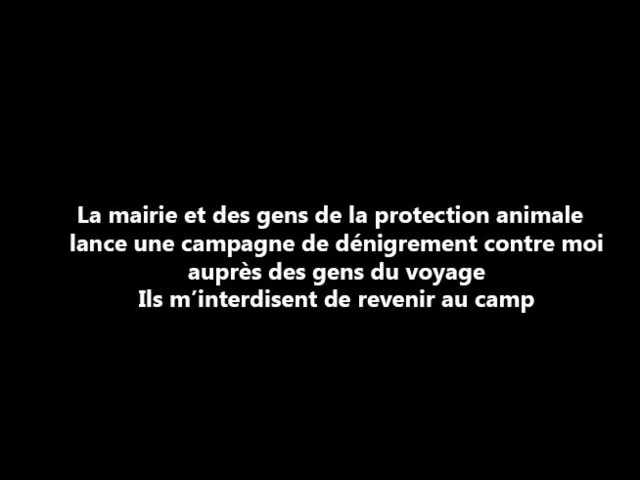 La mairie et des gens de la protection animale
lance une campagne de dénigrement contre moi
auprès des gens du voyage
Ils m’interdisent de revenir au camp